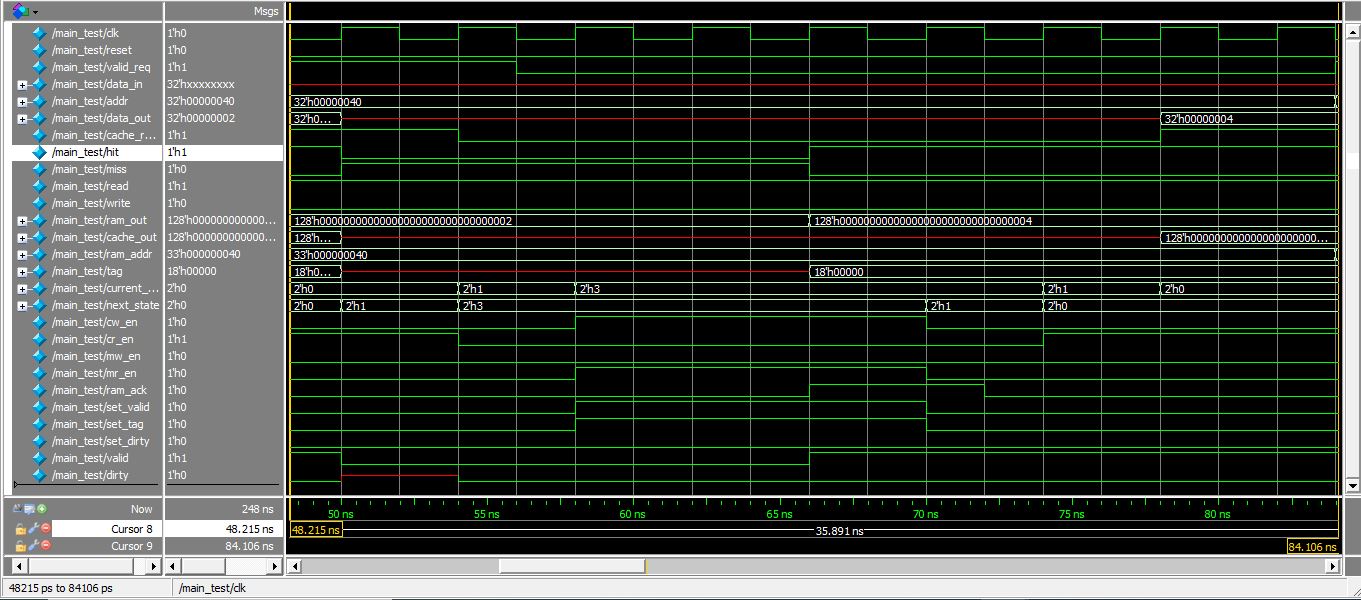 Msgs
/main_test/clk 1'h0
/main_test/reset 1'h0
/main_test/valid_req 1'h1
/main_test/data_in 32'hxxxxxxxx
/main_test/addr 32'h00000040 32'h00000040
/main_test/data_out 32'h00000002 32'h0... 32'h00000004
/main_test/cache_r... 1'h1
/main_test/hit 1'h1
/main_test/miss 1'h0
/main_test/read 1'h1
/main_test/write 1'h0
/main_test/ram_out 128'h000000000000... 128'h00000000000000000000000000000002 128'h00000000000000000000000000000004
/main_test/cache_out 128'h000000000000... 128'h... 128'h000000000000000000000...
/main_test/ram_addr 33'h000000040 33'h000000040
/main_test/tag 18'h00000 18'h0... 18'h00000
/main_test/current_... 2'h0 2'h0 2'h1 2'h3 2'h1 2'h0
/main_test/next_state 2'h0 2'h0 2'h1 2'h3 2'h1 2'h0
/main_test/cw_en 1'h0
/main_test/cr_en 1'h1
/main_test/mw_en 1'h0
/main_test/mr_en 1'h0
/main_test/ram_ack 1'h0
/main_test/set_valid 1'h0
/main_test/set_tag 1'h0
/main_test/set_dirty 1'h0
/main_test/valid 1'h1
/main_test/dirty 1'h0
Now 248 ns 50 ns 55 ns 60 ns 65 ns 70 ns 75 ns 80 ns
Cursor 8 48.215 ns 48.215 ns 35.891 ns
Cursor 9 84.106 ns 84.106 ns
48215 ps to 84106 ps /main_test/clk